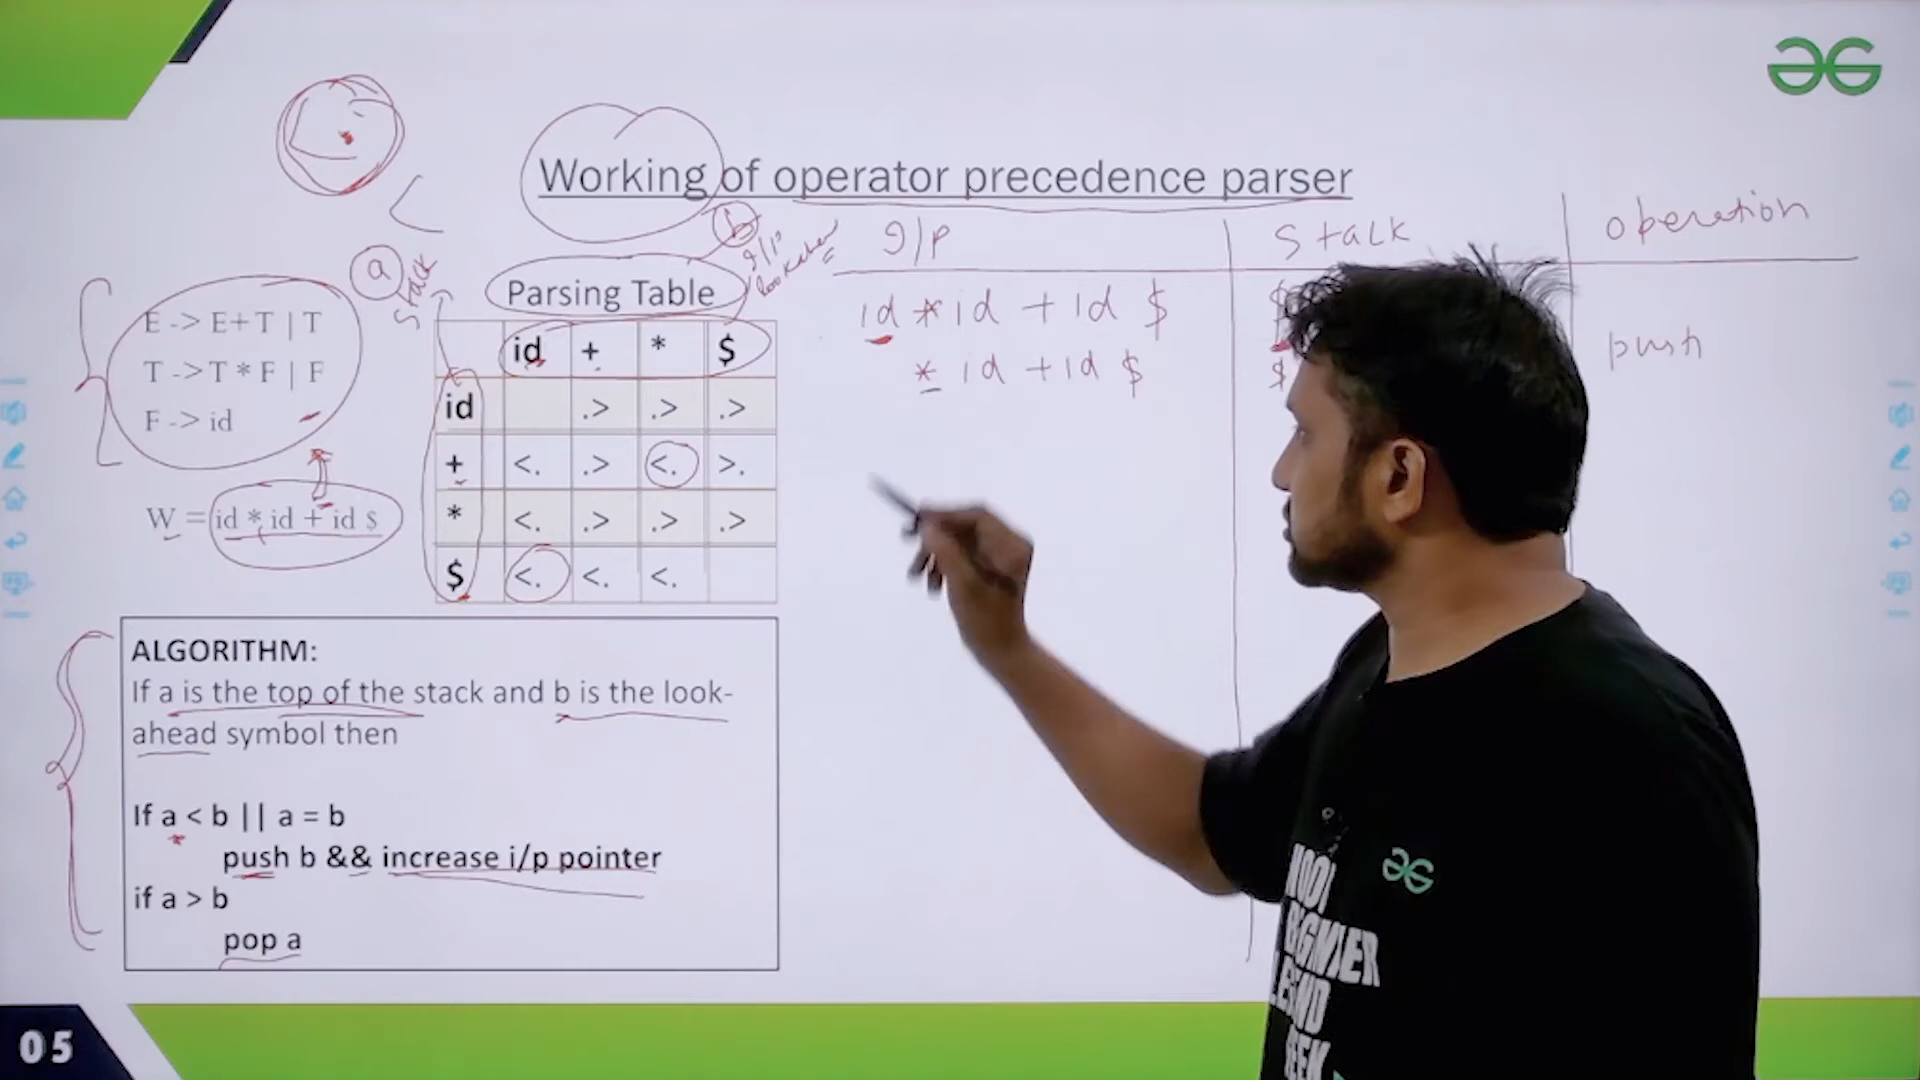 Working of operator precedence parser
a
Stack
b
I/P
lookahead
I/P
Stack
operation
Parsing Table
id + * $
id .> .> .>
+ <. .> <. >.
* <. .> .> .>
$ <. <. <.
E -> E+T | T
T ->T * F | F
F -> id
W = id * id + id $
id * id + id $
$
push
* id + id $
$
ALGORITHM:
If a is the top of the stack and b is the look-
ahead symbol then
If a < b || a = b
push b && increase i/p pointer
if a > b
pop a
05